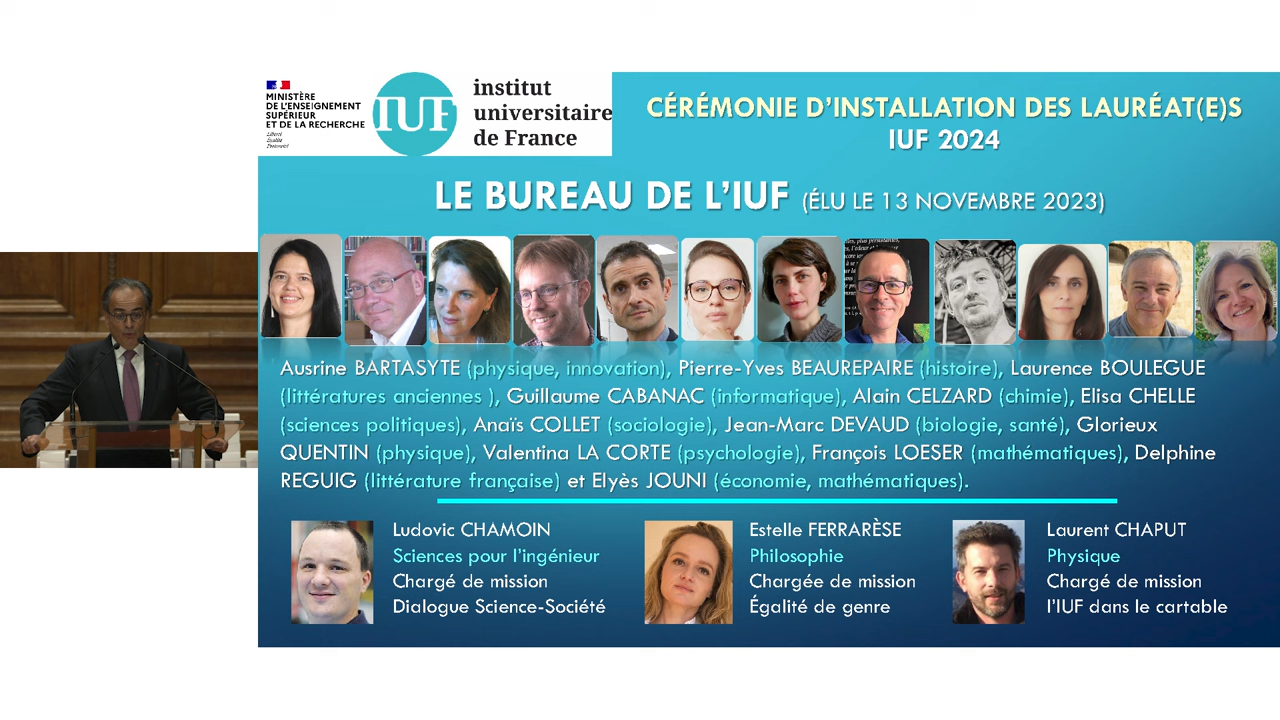 MINISTÈRE
DE L'ENSEIGNEMENT
SUPÉRIEUR
ET DE LA RECHERCHE
Liberté
Égalité
Fraternité
IUF
institut
universitaire
de France
CÉRÉMONIE D'INSTALLATION DES LAURÉAT(E)S
IUF 2024
LE BUREAU DE L'IUF (ÉLU LE 13 NOVEMBRE 2023)
Ausrine BARTASYTE (physique, innovation), Pierre-Yves BEAUREPAIRE (histoire), Laurence BOULEGUE
(littératures anciennes ), Guillaume CABANAC (informatique), Alain CELZARD (chimie), Elisa CHELLE
(sciences politiques), Anaïs COLLET (sociologie), Jean-Marc DEVAUD (biologie, santé), Glorieux
QUENTIN (physique), Valentina LA CORTE (psychologie), François LOESER (mathématiques), Delphine
REGUIG (littérature française) et Elyès JOUNI (économie, mathématiques).
Ludovic CHAMOIN
Sciences pour l'ingénieur
Chargé de mission
Dialogue Science-Société
Estelle FERRARÈSE
Philosophie
Chargée de mission
Égalité de genre
Laurent CHAPUT
Physique
Chargé de mission
l'IUF dans le cartable